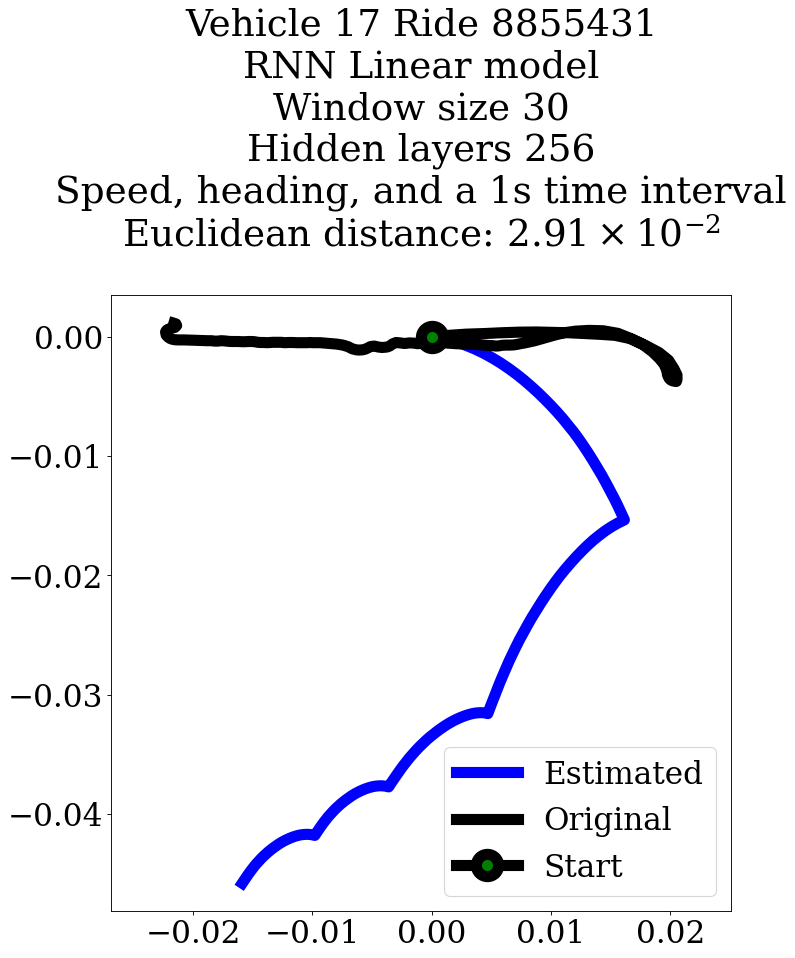 Vehicle 17 Ride 8855431
RNN Linear model
Window size 30
Hidden layers 256
Speed, heading, and a 1s time interval
Euclidean distance: 2.91 × 10⁻²
0.00
−0.01
−0.02
−0.03
−0.04
Estimated
Original
Start
−0.02 −0.01 0.00 0.01 0.02